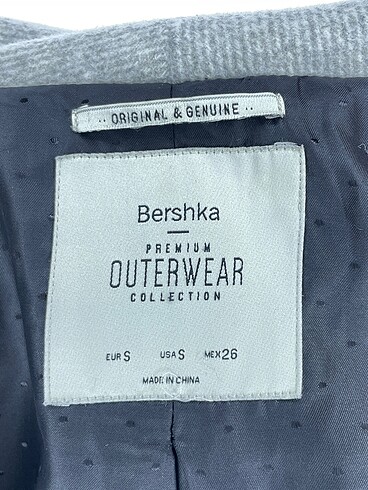 ·· ORIGINAL & GENUINE ··
Bershka
PREMIUM
OUTERWEAR
COLLECTION
EUR S USA S MEX 26
MADE IN CHINA